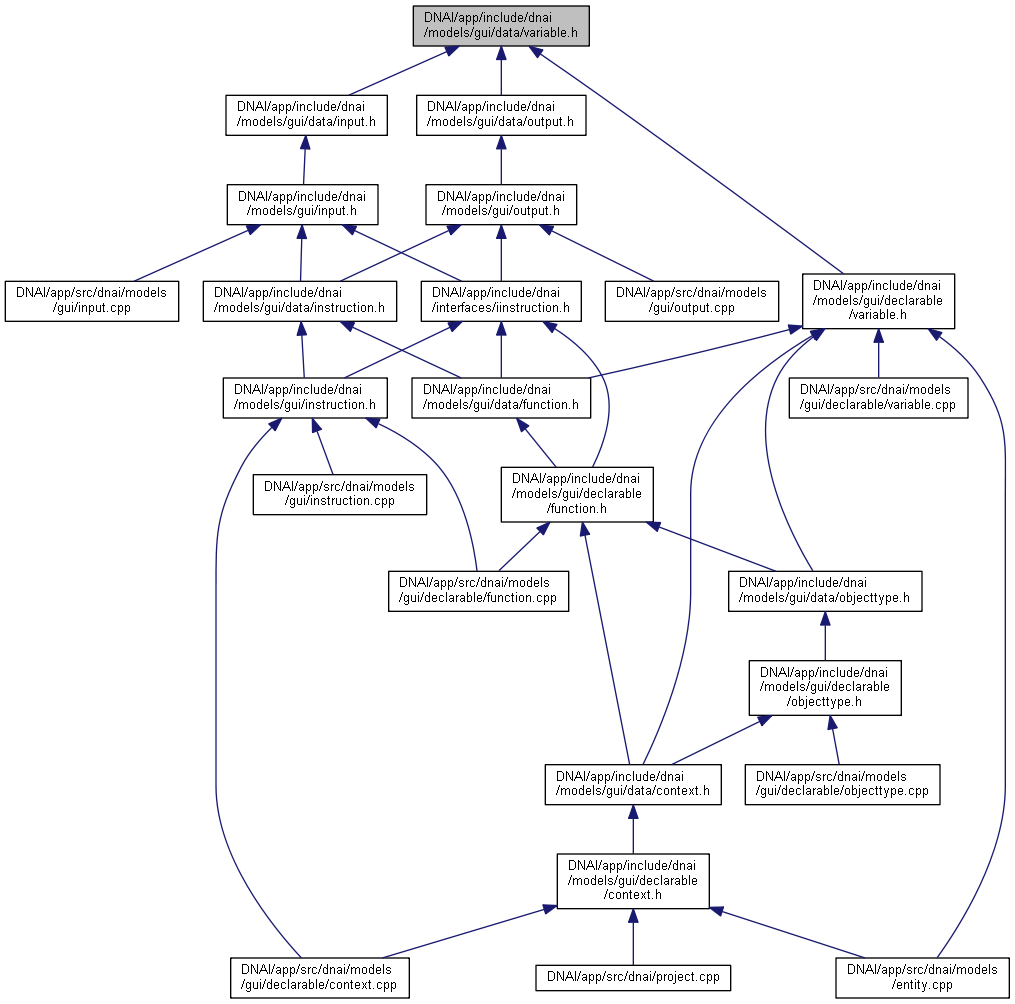 DNAI/app/include/dnai
/models/gui/data/variable.h
DNAI/app/include/dnai
/models/gui/data/input.h
DNAI/app/include/dnai
/models/gui/data/output.h
DNAI/app/include/dnai
/models/gui/input.h
DNAI/app/include/dnai
/models/gui/output.h
DNAI/app/src/dnai/models
/gui/input.cpp
DNAI/app/include/dnai
/models/gui/data/instruction.h
DNAI/app/include/dnai
/interfaces/iinstruction.h
DNAI/app/src/dnai/models
/gui/output.cpp
DNAI/app/include/dnai
/models/gui/declarable
/variable.h
DNAI/app/include/dnai
/models/gui/instruction.h
DNAI/app/include/dnai
/models/gui/data/function.h
DNAI/app/src/dnai/models
/gui/declarable/variable.cpp
DNAI/app/src/dnai/models
/gui/instruction.cpp
DNAI/app/include/dnai
/models/gui/declarable
/function.h
DNAI/app/src/dnai/models
/gui/declarable/function.cpp
DNAI/app/include/dnai
/models/gui/data/objecttype.h
DNAI/app/include/dnai
/models/gui/declarable
/objecttype.h
DNAI/app/include/dnai
/models/gui/data/context.h
DNAI/app/src/dnai/models
/gui/declarable/objecttype.cpp
DNAI/app/include/dnai
/models/gui/declarable
/context.h
DNAI/app/src/dnai/models
/gui/declarable/context.cpp
DNAI/app/src/dnai/project.cpp
DNAI/app/src/dnai/models
/entity.cpp